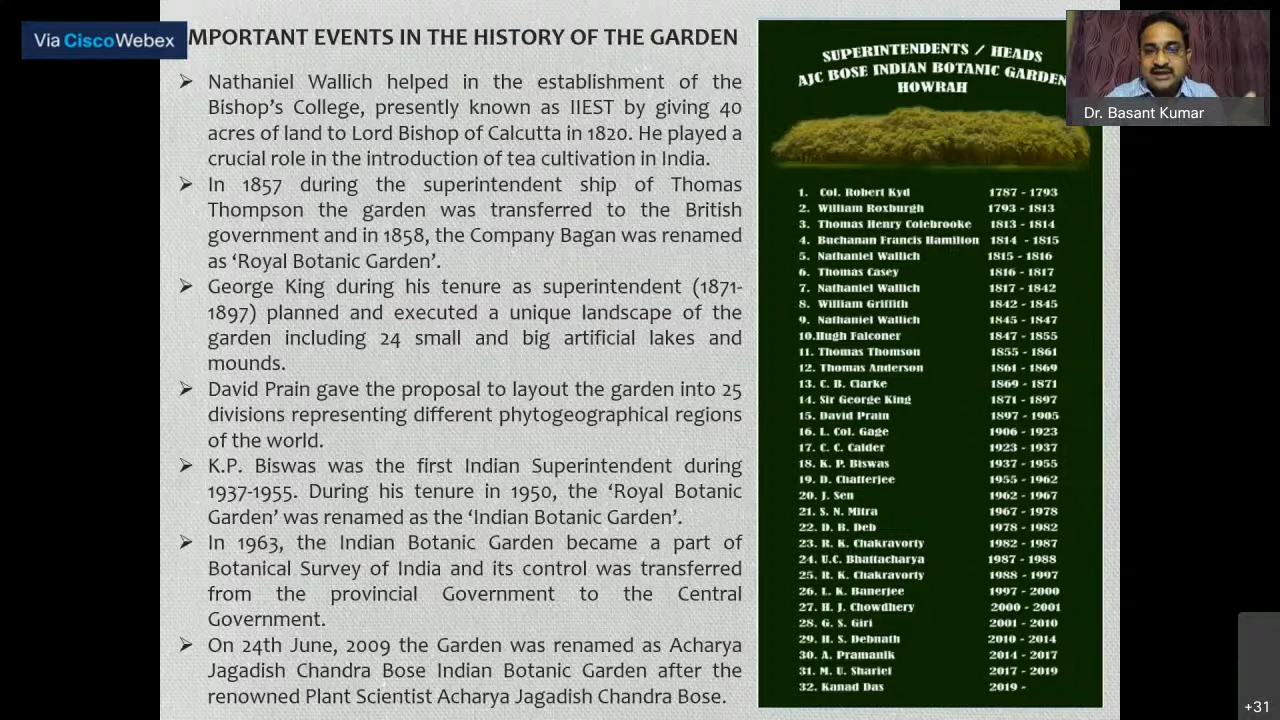 Via Cisco Webex
MPORTANT EVENTS IN THE HISTORY OF THE GARDEN
➢ Nathaniel Wallich helped in the establishment of the
Bishop's College, presently known as IIEST by giving 40
acres of land to Lord Bishop of Calcutta in 1820. He played a
crucial role in the introduction of tea cultivation in India.
➢ In 1857 during the superintendent ship of Thomas
Thompson the garden was transferred to the British
government and in 1858, the Company Bagan was renamed
as 'Royal Botanic Garden'.
➢ George King during his tenure as superintendent (1871-
1897) planned and executed a unique landscape of the
garden including 24 small and big artificial lakes and
mounds.
➢ David Prain gave the proposal to layout the garden into 25
divisions representing different phytogeographical regions
of the world.
➢ K.P. Biswas was the first Indian Superintendent during
1937-1955. During his tenure in 1950, the 'Royal Botanic
Garden' was renamed as the 'Indian Botanic Garden'.
➢ In 1963, the Indian Botanic Garden became a part of
Botanical Survey of India and its control was transferred
from the provincial Government to the Central
Government.
➢ On 24th June, 2009 the Garden was renamed as Acharya
Jagadish Chandra Bose Indian Botanic Garden after the
renowned Plant Scientist Acharya Jagadish Chandra Bose.
SUPERINTENDENTS / HEADS
AJC BOSE INDIAN BOTANIC GARDEN
HOWRAH
1. Col. Robert Kyd 1787 - 1793
2. William Roxburgh 1793 - 1813
3. Thomas Henry Colebrooke 1813 - 1814
4. Buchanan Francis Hamilton 1814 - 1815
5. Nathaniel Wallich 1815 - 1816
6. Thomas Casey 1816 - 1817
7. Nathaniel Wallich 1817 - 1842
8. William Griffith 1842 - 1845
9. Nathaniel Wallich 1845 - 1847
10.Hugh Falconer 1847 - 1855
11. Thomas Thomson 1855 - 1861
12. Thomas Anderson 1861 - 1869
13. C. B. Clarke 1869 - 1871
14. Sir George King 1871 - 1897
15. David Prain 1897 - 1905
16. L. Col. Gage 1906 - 1923
17. C. C. Calder 1923 - 1937
18. K. P. Biswas 1937 - 1955
19. D. Chatterjee 1955 - 1962
20. J. Sen 1962 - 1967
21. S. N. Mitra 1967 - 1978
22. D. B. Deb 1978 - 1982
23. R. K. Chakravorty 1982 - 1987
24. U.C. Bhattacharya 1987 - 1988
25. R. K. Chakravorty 1988 - 1997
26. L. K. Banerjee 1997 - 2000
27. H. J. Chowdhery 2000 - 2001
28. G. S. Giri 2001 - 2010
29. H. S. Debnath 2010 - 2014
30. A. Pramanik 2014 - 2017
31. M. U. Sharief 2017 - 2019
32. Kanad Das 2019 -
Dr. Basant Kumar
+31